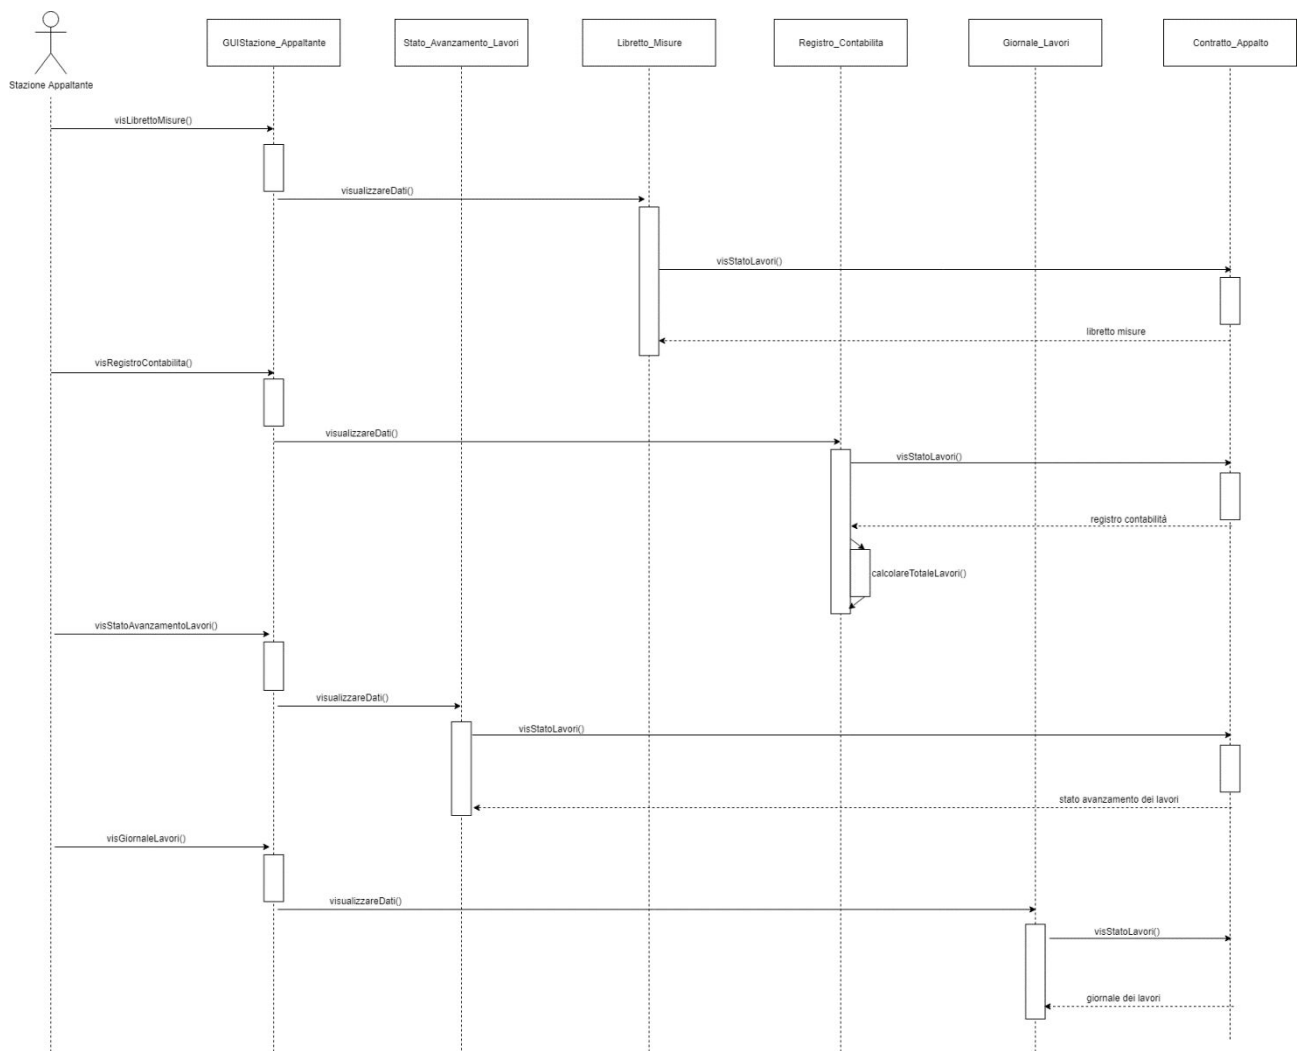 GUIStazione_Appaltante
Stato_Avanzamento_Lavori
Libretto_Misure
Registro_Contabilita
Giornale_Lavori
Contratto_Appalto
Stazione Appaltante
visLibrettoMisure()
visualizzareDati()
visStatoLavori()
libretto misure
visRegistroContabilita()
visualizzareDati()
visStatoLavori()
registro contabilità
calcolareTotaleLavori()
visStatoAvanzamentoLavori()
visualizzareDati()
visStatoLavori()
stato avanzamento dei lavori
visGiornaleLavori()
visualizzareDati()
visStatoLavori()
giornale dei lavori